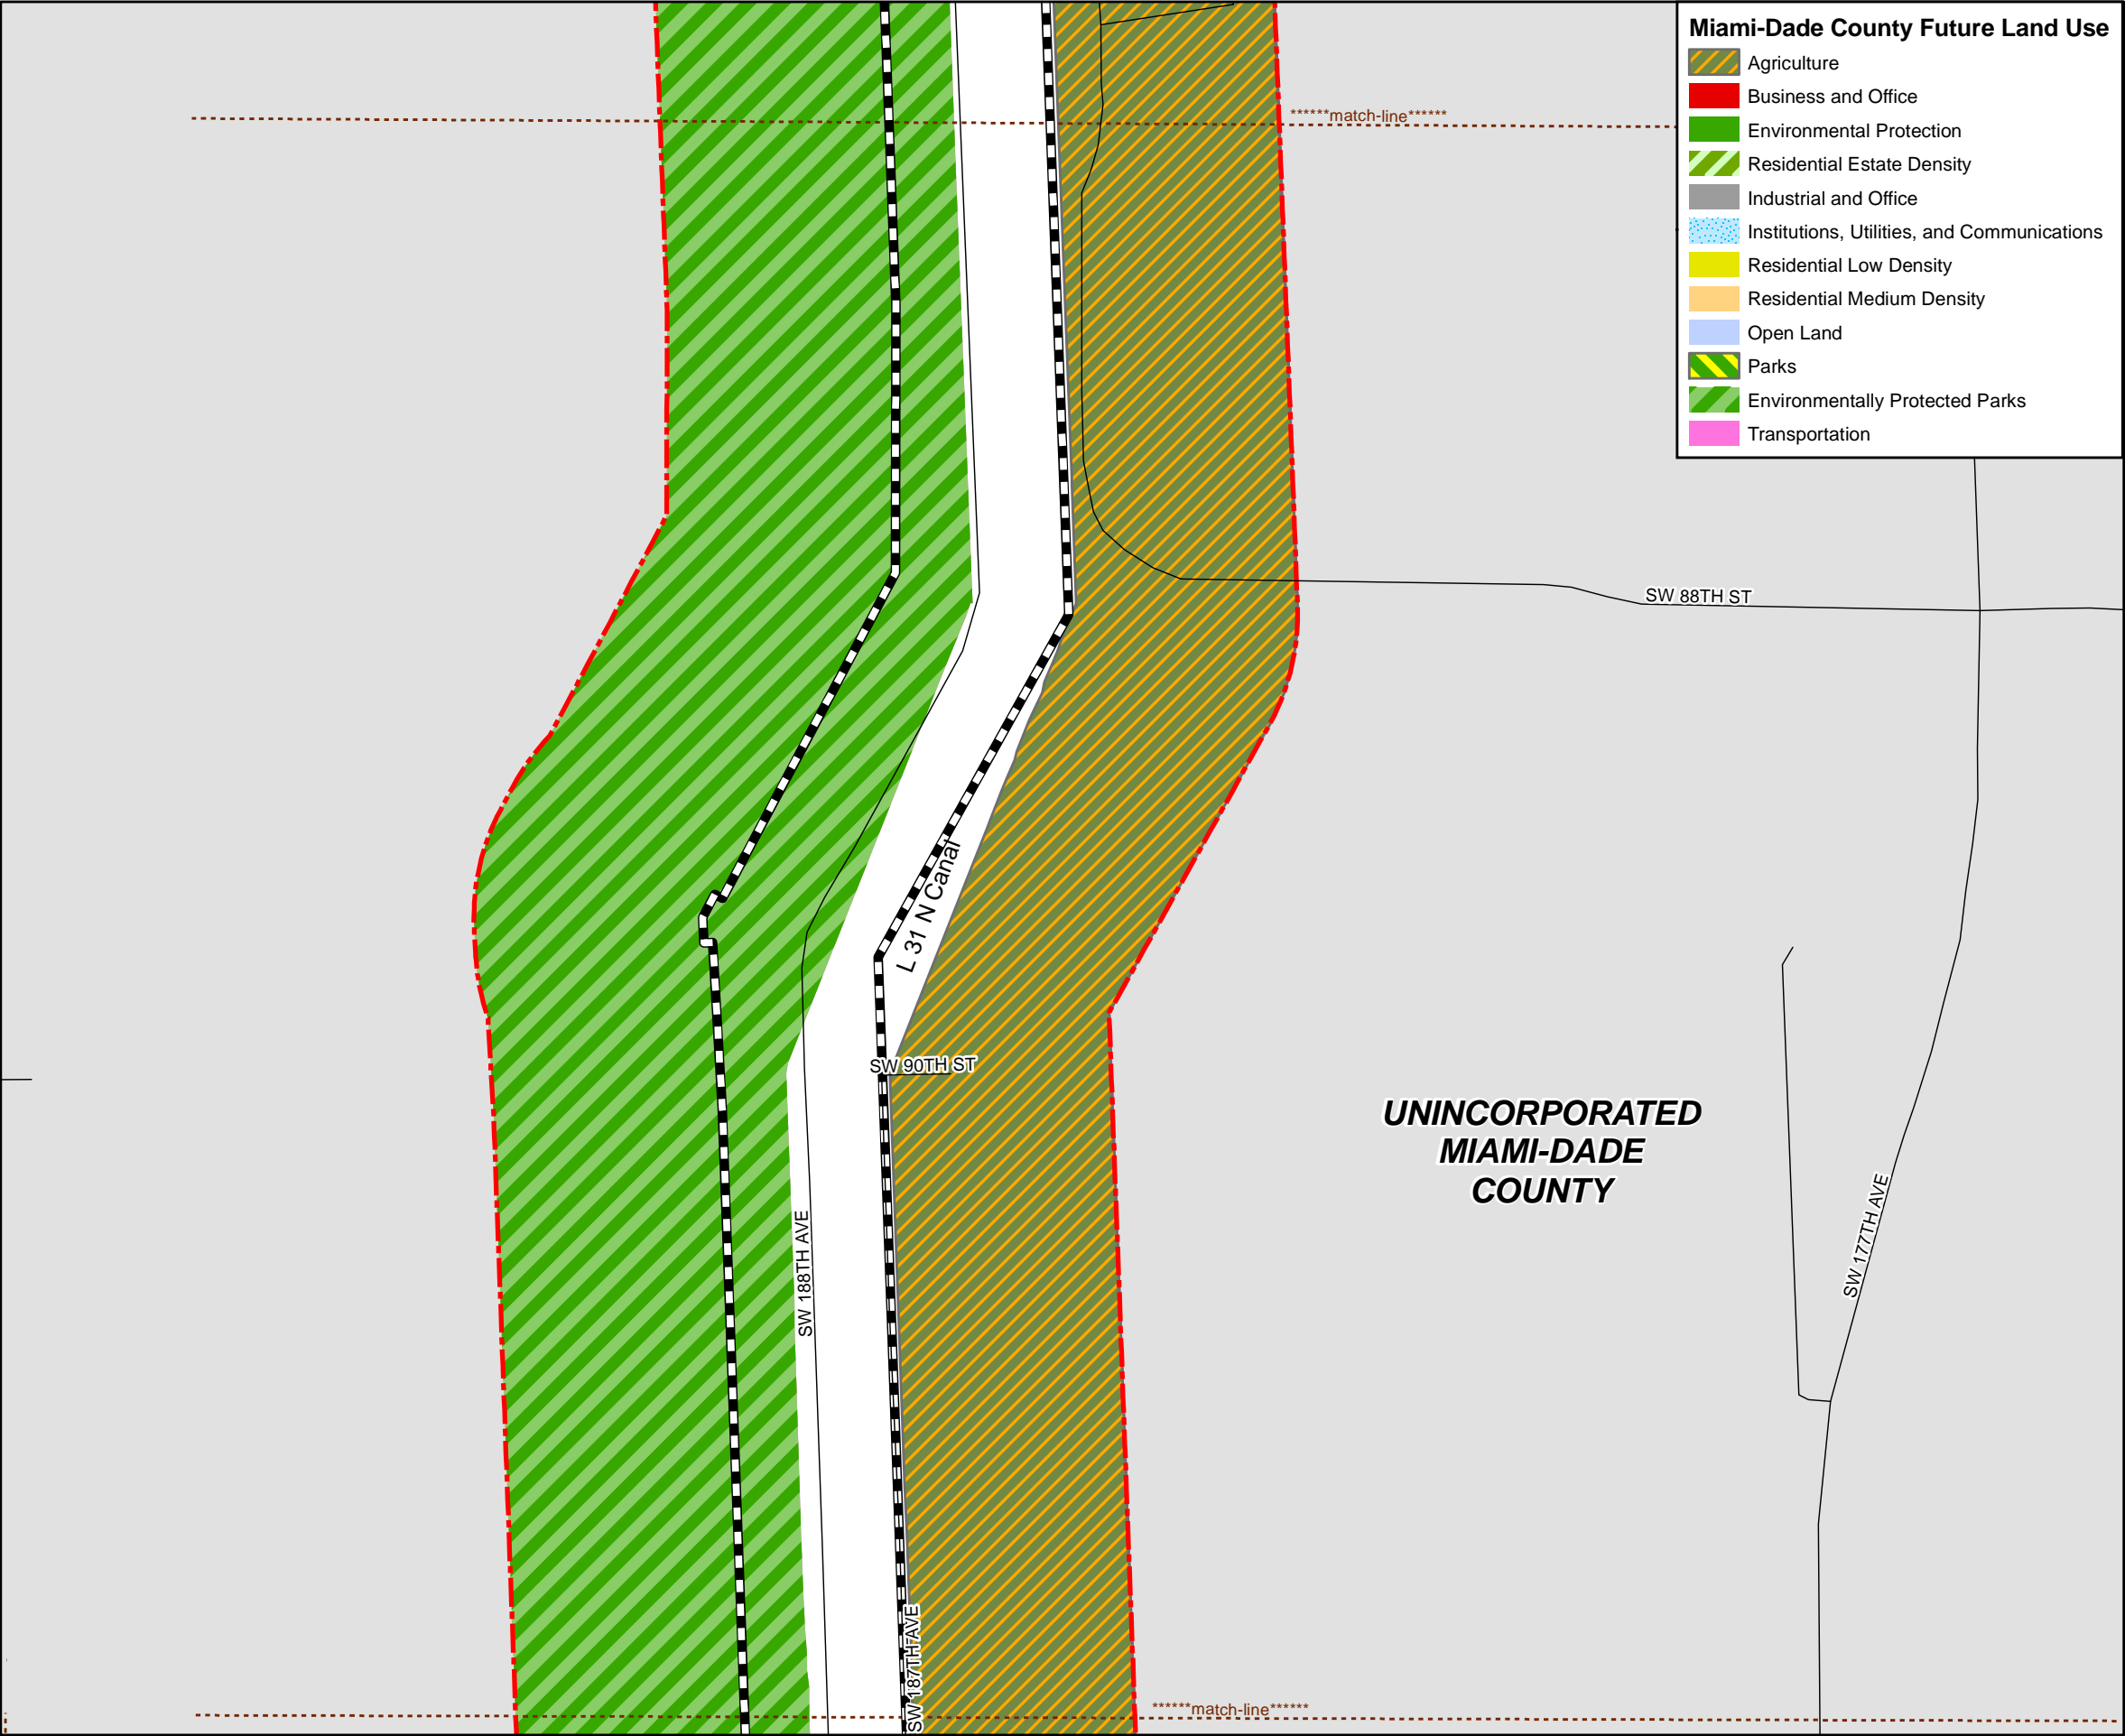 Miami-Dade County Future Land Use
Agriculture
Business and Office
Environmental Protection
Residential Estate Density
Industrial and Office
Institutions, Utilities, and Communications
Residential Low Density
Residential Medium Density
Open Land
Parks
Environmentally Protected Parks
Transportation
******match-line******
SW 88TH ST
L 31 N Canal
SW 90TH ST
UNINCORPORATED
MIAMI-DADE
COUNTY
SW 188TH AVE
SW 177TH AVE
SW 187TH AVE
******match-line******